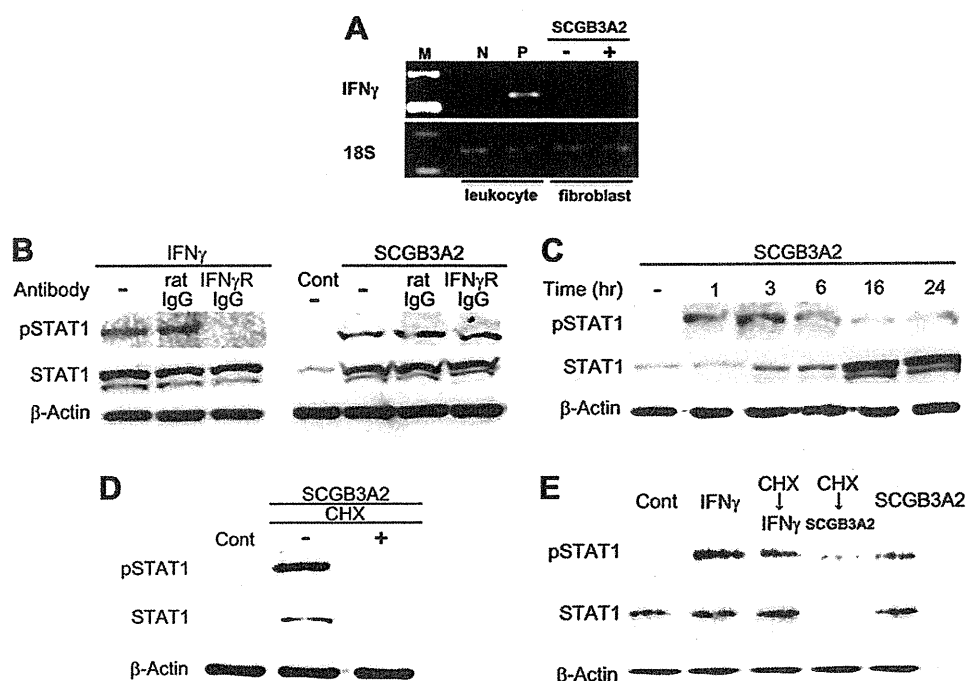 A
SCGB3A2
M N P - +
IFNγ
18S
leukocyte fibroblast
B
IFNγ SCGB3A2
Antibody - rat IgG IFNγR IgG Cont - - rat IgG IFNγR IgG
pSTAT1
STAT1
β-Actin
C
SCGB3A2
Time (hr) - 1 3 6 16 24
pSTAT1
STAT1
β-Actin
D
SCGB3A2
CHX
Cont - +
pSTAT1
STAT1
β-Actin
E
Cont IFNγ CHX ↓ IFNγ CHX ↓ SCGB3A2 SCGB3A2
pSTAT1
STAT1
β-Actin